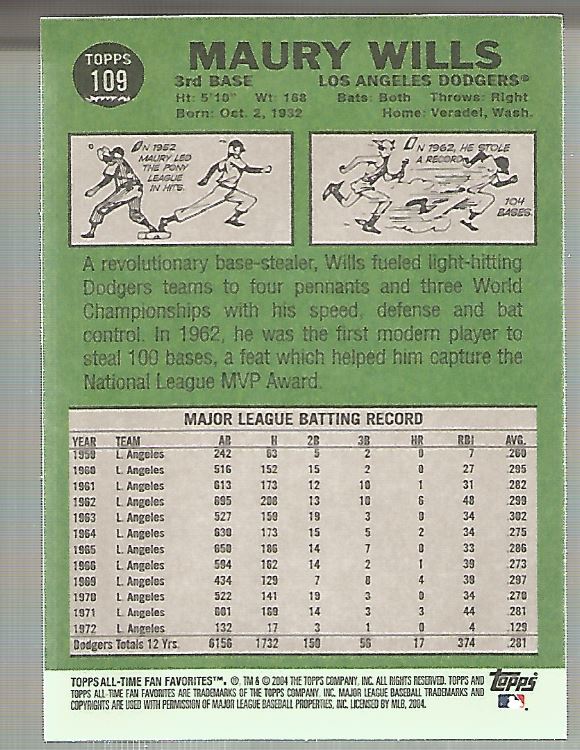 TOPPS
109
MAURY WILLS
3rd BASE LOS ANGELES DODGERS®
Ht: 5'10" Wt: 168 Bats: Both Throws: Right
Born: Oct. 2, 1932 Home: Veradel, Wash.
IN 1952
MAURY LED
THE PONY
LEAGUE
IN HITS.
IN 1962, HE STOLE
A RECORD
104
BASES.
A revolutionary base-stealer, Wills fueled light-hitting
Dodgers teams to four pennants and three World
Championships with his speed, defense and bat
control. In 1962, he was the first modern player to
steal 100 bases, a feat which helped him capture the
National League MVP Award.
MAJOR LEAGUE BATTING RECORD
YEAR TEAM AB H 2B 3B HR RBI AVG.
1959 L. Angeles 242 63 5 2 0 7 .260
1960 L. Angeles 516 152 15 2 0 27 .295
1961 L. Angeles 613 173 12 10 1 31 .282
1962 L. Angeles 695 208 13 10 6 48 .299
1963 L. Angeles 527 159 19 3 0 34 .302
1964 L. Angeles 630 173 15 5 2 34 .275
1965 L. Angeles 650 186 14 7 0 33 .286
1966 L. Angeles 594 162 14 2 1 39 .273
1969 L. Angeles 434 129 7 8 4 39 .297
1970 L. Angeles 522 141 19 3 0 34 .270
1971 L. Angeles 601 169 14 3 3 44 .281
1972 L. Angeles 132 17 3 1 0 4 .129
Dodgers Totals 12 Yrs. 6156 1732 150 56 17 374 .281
TOPPS ALL-TIME FAN FAVORITES™. ®, TM & © 2004 THE TOPPS COMPANY, INC. ALL RIGHTS RESERVED. TOPPS AND
TOPPS ALL-TIME FAN FAVORITES ARE TRADEMARKS OF THE TOPPS COMPANY, INC. MAJOR LEAGUE BASEBALL TRADEMARKS AND
COPYRIGHTS ARE USED WITH PERMISSION OF MAJOR LEAGUE BASEBALL PROPERTIES, INC. LICENSED BY MLB, 2004.
Topps